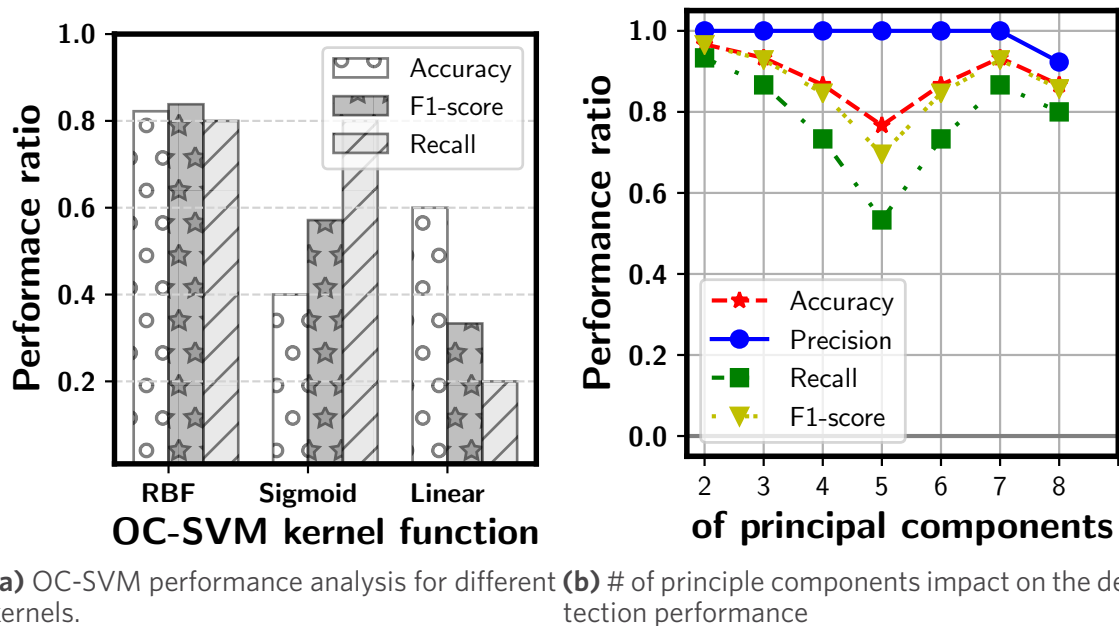 1.0
0.8
0.6
0.4
0.2
Performace ratio
Accuracy
F1-score
Recall
RBF Sigmoid Linear
OC-SVM kernel function
a) OC-SVM performance analysis for different
kernels.
1.0
0.8
0.6
0.4
0.2
0.0
Performance ratio
Accuracy
Precision
Recall
F1-score
2 3 4 5 6 7 8
of principal components
(b) # of principle components impact on the de
tection performance